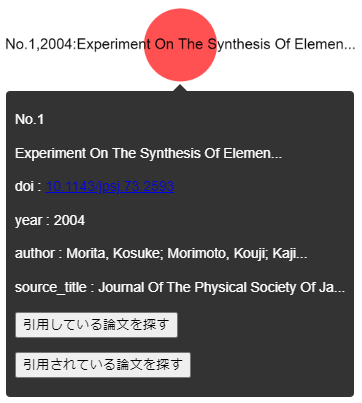 No.1,2004:Experiment On The Synthesis Of Elemen...
No.1
Experiment On The Synthesis Of Elemen...
doi : 10.1143/jpsj.73.2593
year : 2004
author : Morita, Kosuke; Morimoto, Kouji; Kaji...
source_title : Journal Of The Physical Society Of Ja...
引用している論文を探す
引用されている論文を探す